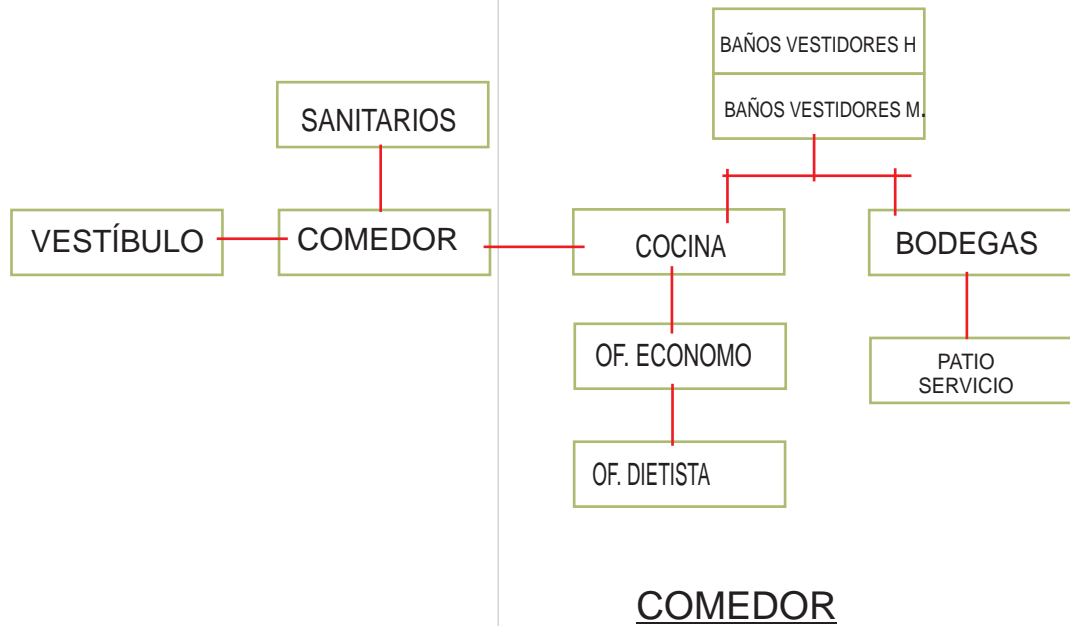 BAÑOS VESTIDORES H
BAÑOS VESTIDORES M.
SANITARIOS
VESTÍBULO
COMEDOR
COCINA
BODEGAS
OF. ECONOMO
PATIO
SERVICIO
OF. DIETISTA
COMEDOR